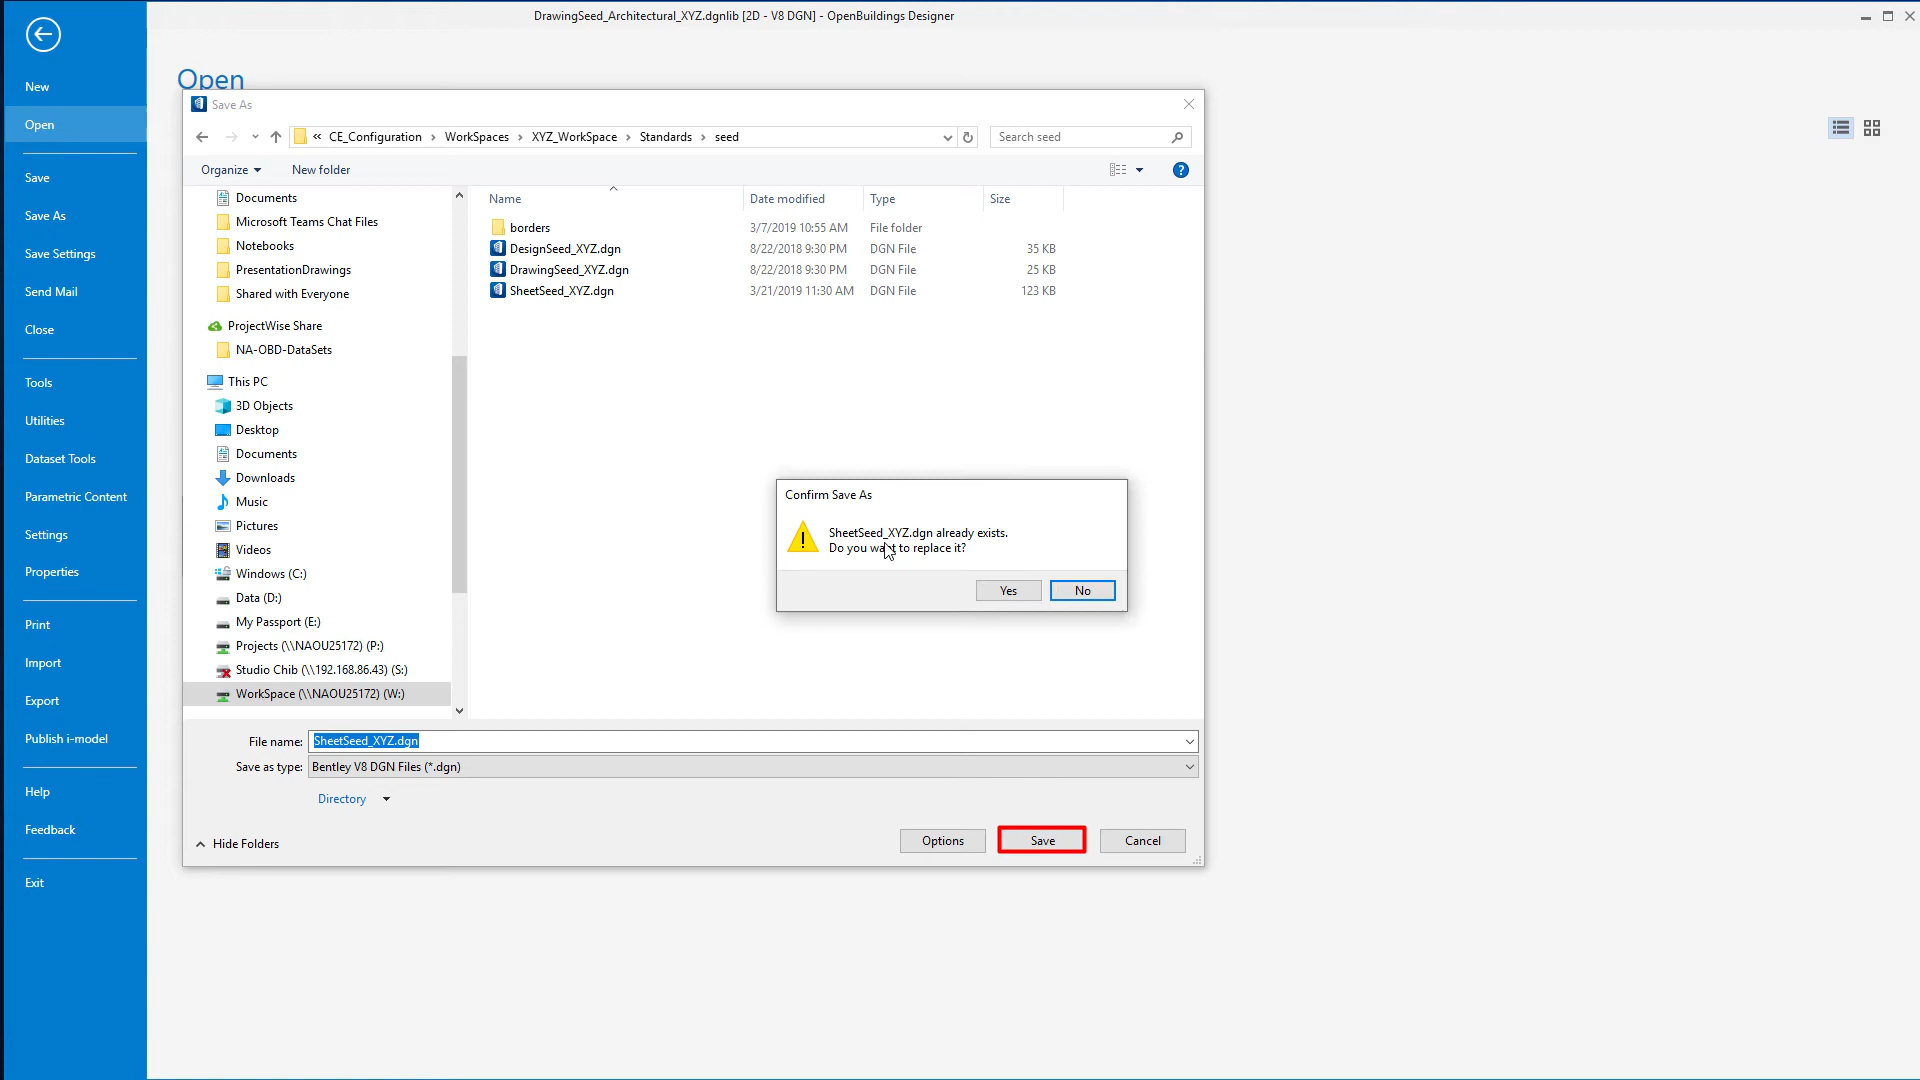 DrawingSeed_Architectural_XYZ.dgnlib [2D - V8 DGN] - OpenBuildings Designer
New
Open
Save
Save As
Save Settings
Send Mail
Close
Tools
Utilities
Dataset Tools
Parametric Content
Settings
Properties
Print
Import
Export
Publish i-model
Help
Feedback
Exit
Open
Save As
« CE_Configuration › WorkSpaces › XYZ_WorkSpace › Standards › seed
Search seed
Organize
New folder
Documents
Microsoft Teams Chat Files
Notebooks
PresentationDrawings
Shared with Everyone
ProjectWise Share
NA-OBD-DataSets
This PC
3D Objects
Desktop
Documents
Downloads
Music
Pictures
Videos
Windows (C:)
Data (D:)
My Passport (E:)
Projects (\\NAOU25172) (P:)
Studio Chib (\\192.168.86.43) (S:)
WorkSpace (\\NAOU25172) (W:)
Name Date modified Type Size
borders 3/7/2019 10:55 AM File folder
DesignSeed_XYZ.dgn 8/22/2018 9:30 PM DGN File 35 KB
DrawingSeed_XYZ.dgn 8/22/2018 9:30 PM DGN File 25 KB
SheetSeed_XYZ.dgn 3/21/2019 11:30 AM DGN File 123 KB
Confirm Save As
SheetSeed_XYZ.dgn already exists.
Do you want to replace it?
Yes
No
File name: SheetSeed_XYZ.dgn
Save as type: Bentley V8 DGN Files (*.dgn)
Directory
Hide Folders
Options
Save
Cancel